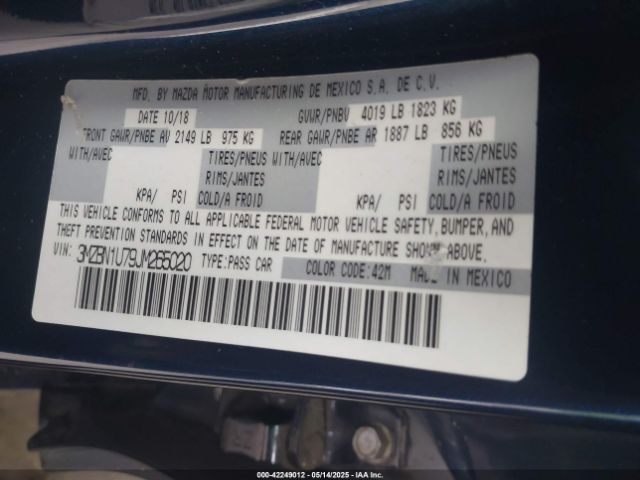 MFD. BY MAZDA MOTOR MANUFACTURING DE MEXICO S.A. DE C.V.
DATE 10/18 GVWR/PNBV 4019 LB 1823 KG
FRONT GAWR/PNBE AV 2149 LB 975 KG REAR GAWR/PNBE AR 1887 LB 856 KG
WITH/AVEC TIRES/PNEUS WITH/AVEC TIRES/PNEUS
RIMS/JANTES RIMS/JANTES
KPA/ PSI COLD/A FROID KPA/ PSI COLD/A FROID
THIS VEHICLE CONFORMS TO ALL APPLICABLE FEDERAL MOTOR VEHICLE SAFETY, BUMPER, AND
THEFT PREVENTION STANDARDS IN EFFECT ON THE DATE OF MANUFACTURE SHOWN ABOVE.
VIN: 3MZBN1U79JM265020 TYPE:PASS CAR COLOR CODE:42M MADE IN MEXICO
000-42249012 — 05/14/2025 — IAAI, Inc.